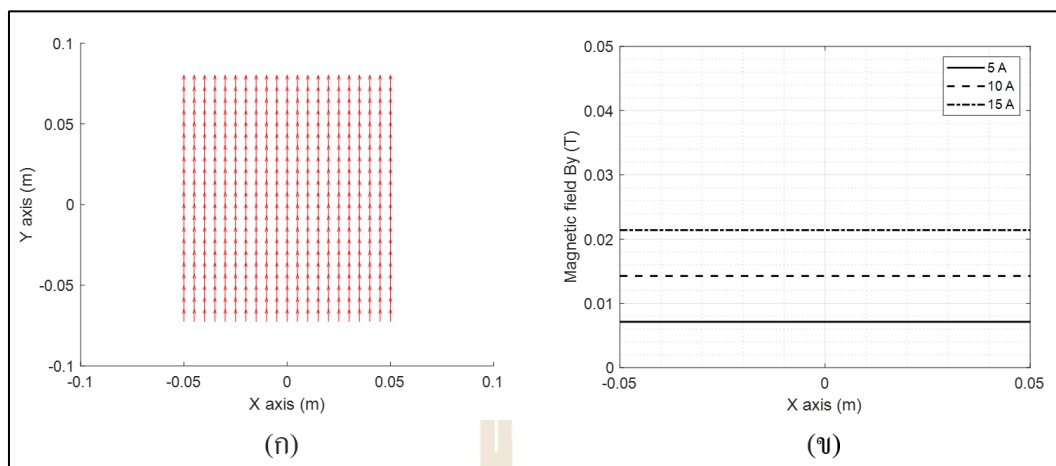 0.1
0.05
0
-0.05
-0.1
Y axis (m)
-0.1
-0.05
0
0.05
0.1
X axis (m)
(ก)
0.05
0.04
0.03
0.02
0.01
0
Magnetic field By (T)
5 A
10 A
15 A
-0.05
0
0.05
X axis (m)
(ข)